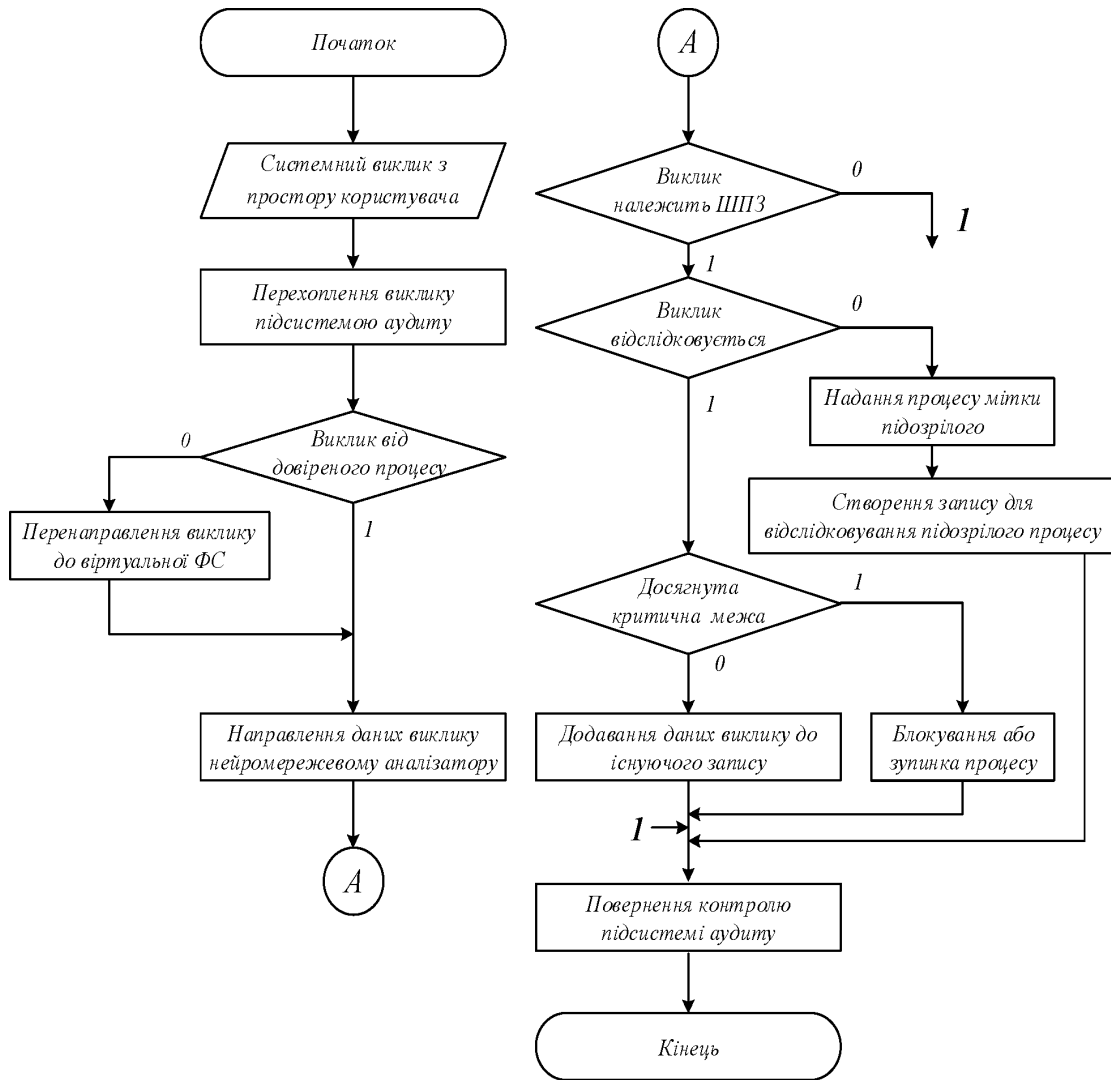 Початок
Системний виклик з
простору користувача
Перехоплення виклику
підсистемою аудиту
0
Виклик від
довіреного процесу
1
Перенаправлення виклику
до віртуальної ФС
Направлення даних виклику
нейромережевому аналізатору
A
A
Виклик
належить ШПЗ
0
1
1
Виклик
відслідковується
0
1
Надання процесу мітки
підозрілого
Створення запису для
відслідковування підозрілого процесу
Досягнута
критична межа
1
0
Додавання даних виклику до
існуючого запису
Блокування або
зупинка процесу
1
Повернення контролю
підсистемі аудиту
Кінець